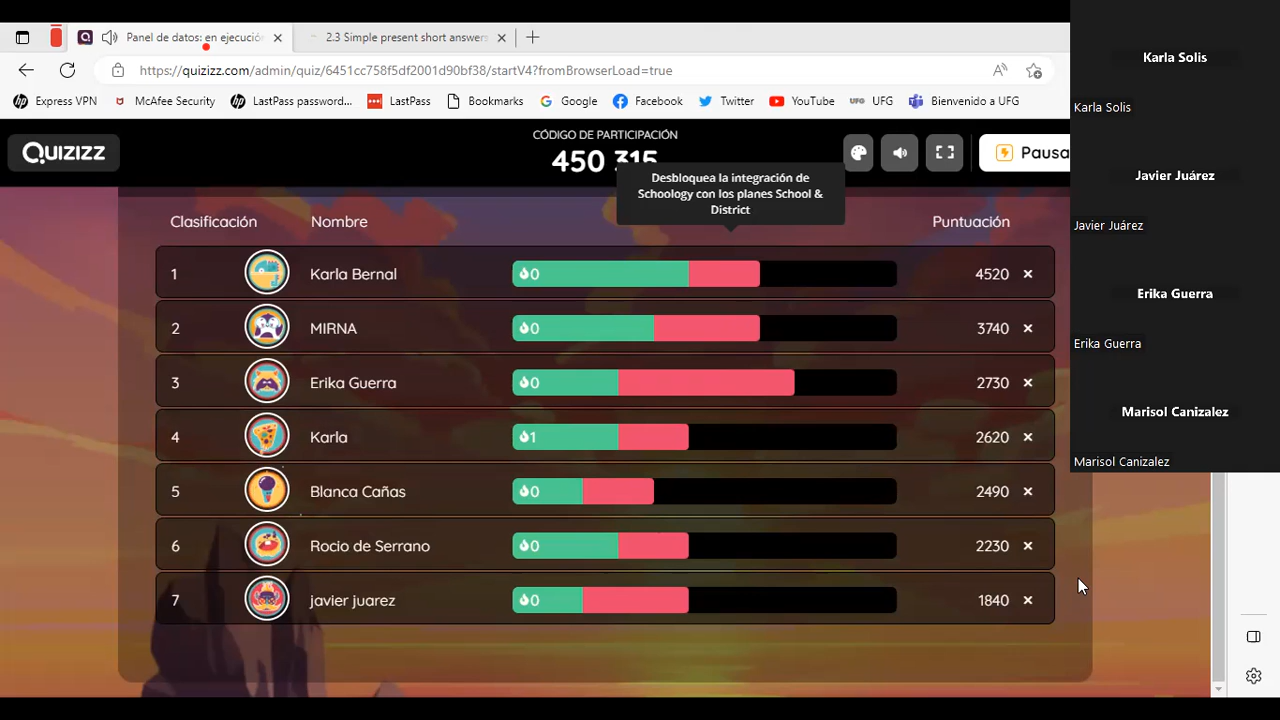 Panel de datos: en ejecució
2.3 Simple present short answers
https://quizizz.com/admin/quiz/6451cc758f5df2001d90bf38/startV4?fromBrowserLoad=true
Express VPN
McAfee Security
LastPass password...
LastPass
Bookmarks
Google
Facebook
Twitter
YouTube
UFG
UFG
Bienvenido a UFG
QUIZIZZ
CÓDIGO DE PARTICIPACIÓN
450 315
Pausa
Desbloquea la integración de
Schoology con los planes School &
District
Clasificación Nombre Puntuación
1 Karla Bernal 0 4520
2 MIRNA 0 3740
3 Erika Guerra 0 2730
4 Karla 1 2620
5 Blanca Cañas 0 2490
6 Rocio de Serrano 0 2230
7 javier juarez 0 1840
Karla Solis
Karla Solis
Javier Juárez
Javier Juárez
Erika Guerra
Erika Guerra
Marisol Canizalez
Marisol Canizalez